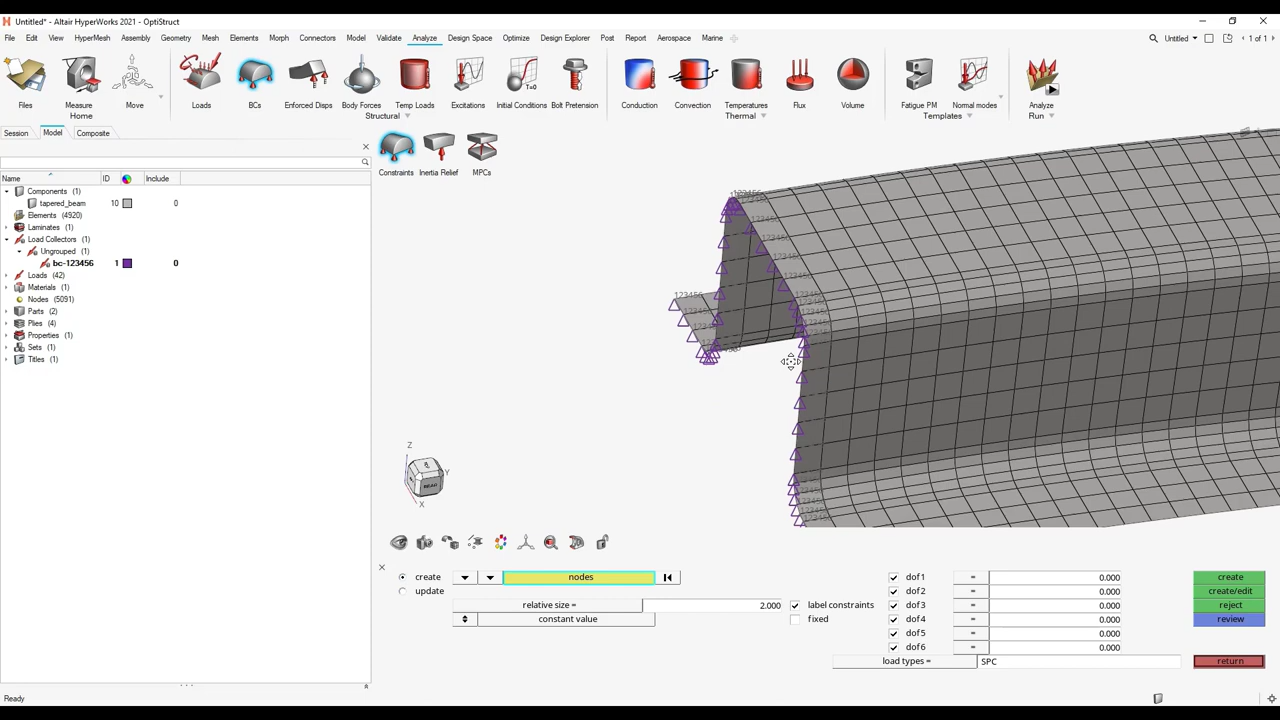 Untitled* - Altair HyperWorks 2021 - OptiStruct
File Edit View HyperMesh Assembly Geometry Mesh Elements Morph Connectors Model Validate Analyze Design Space Optimize Design Explorer Post Report Aerospace Marine Untitled 1 of 1
Files Measure Move Loads BCs Enforced Disps Body Forces Temp Loads Excitations Initial Conditions Bolt Pretension Conduction Convection Temperatures Flux Volume Fatigue PM Normal modes Analyze
Home Structural Thermal Templates Run
Session Model Composite
Constraints Inertia Relief MPCs
Name ID Include
Components (1)
tapered_beam 10 0
Elements (4920)
Laminates (1)
Load Collectors (1)
Ungrouped (1)
bc-123456 1 0
Loads (42)
Materials (1)
Nodes (5091)
Parts (2)
Plies (4)
Properties (1)
Sets (1)
Titles (1)
123456
123456
123456
123456
123456
123456
Z
Y
X
create nodes dof1 = 0.000 create
update dof2 = 0.000 create/edit
relative size = 2.000 label constraints dof3 = 0.000 reject
constant value fixed dof4 = 0.000 review
dof5 = 0.000
dof6 = 0.000
load types = SPC return
Ready